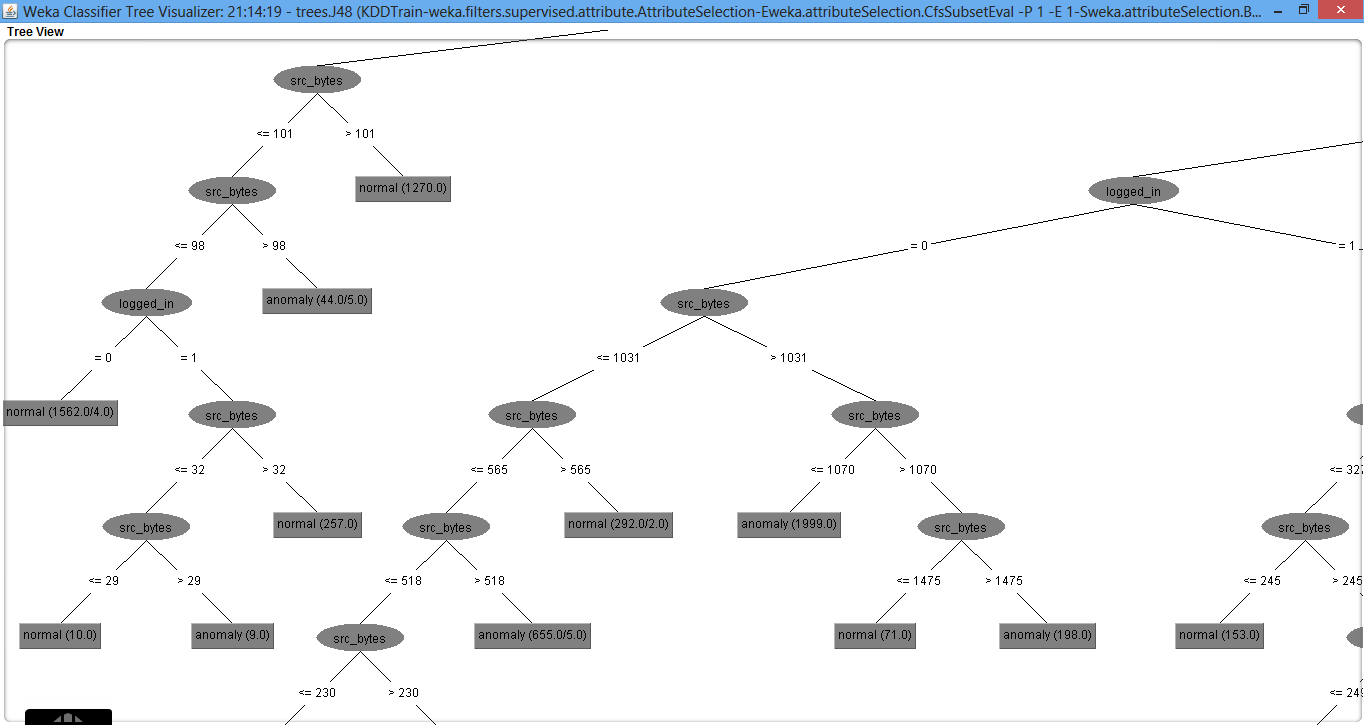 Weka Classifier Tree Visualizer: 21:14:19 - trees.J48 (KDDTrain-weka.filters.supervised.attribute.AttributeSelection-Eweka.attributeSelection.CfsSubsetEval -P 1 -E 1-Sweka.attributeSelection.B...
Tree View
src_bytes
<= 101 > 101
src_bytes normal (1270.0) logged_in
<= 98 > 98 = 0 = 1
logged_in anomaly (44.0/5.0) src_bytes
= 0 = 1 <= 1031 > 1031
normal (1562.0/4.0) src_bytes src_bytes src_bytes
<= 32 > 32 <= 565 > 565 <= 1070 > 1070 <= 327
src_bytes normal (257.0) src_bytes normal (292.0/2.0) anomaly (1999.0) src_bytes src_bytes
<= 29 > 29 <= 518 > 518 <= 1475 > 1475 <= 245 > 245
normal (10.0) anomaly (9.0) src_bytes anomaly (655.0/5.0) normal (71.0) anomaly (198.0) normal (153.0)
<= 230 > 230 <= 249